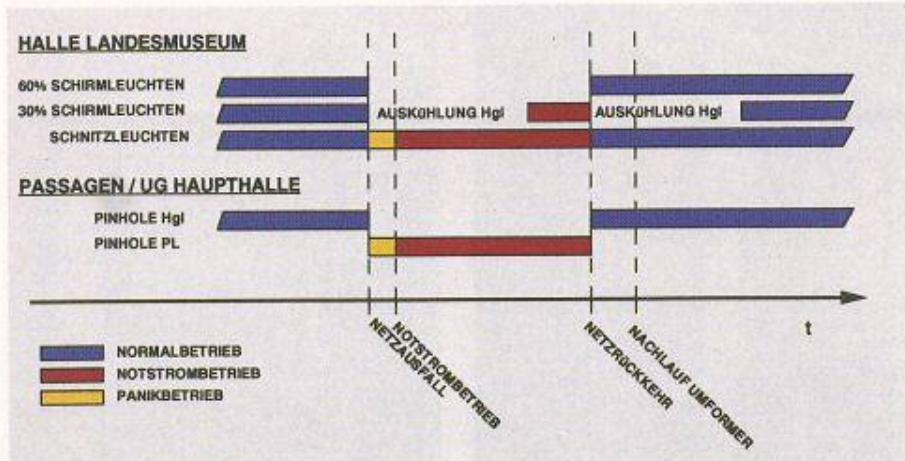 HALLE LANDESMUSEUM
60% SCHIRMLEUCHTEN
30% SCHIRMLEUCHTEN
AUSKüHLUNG Hgl
AUSKüHLUNG Hgl
SCHNITZLEUCHTEN
PASSAGEN / UG HAUPTHALLE
PINHOLE Hgl
PINHOLE PL
t
NETZAUSFALL
NOTSTROMBETRIEB
NETZRüCKKEHR
NACHLAUF UMFORMER
NORMALBETRIEB
NOTSTROMBETRIEB
PANIKBETRIEB